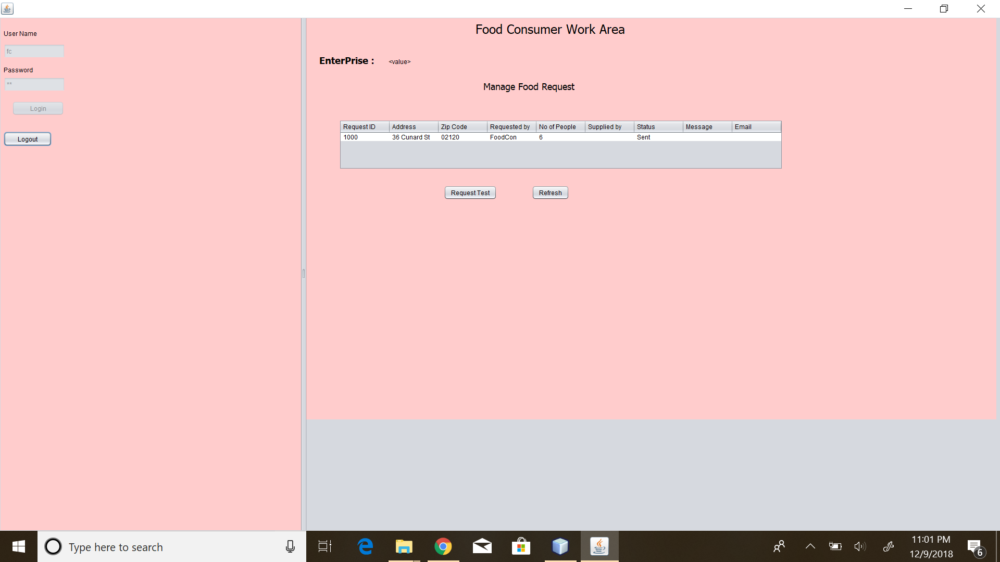 User Name
fc
Password
**
Login
Logout
Food Consumer Work Area
EnterPrise : <value>
Manage Food Request
Request ID Address Zip Code Requested by No of People Supplied by Status Message Email
1000 36 Cunard St 02120 FoodCon 6 Sent
Request Test Refresh
Type here to search
11:01 PM
12/9/2018
6